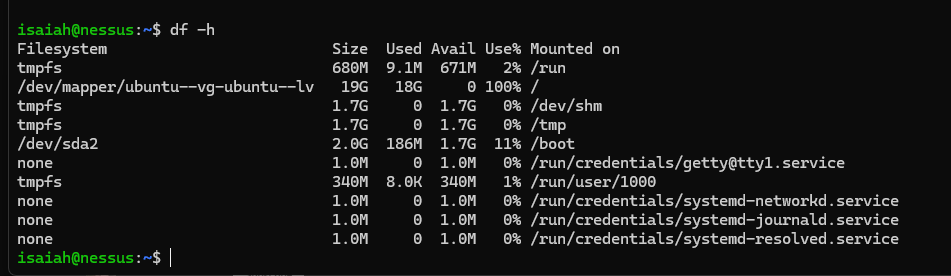 isaiah@nessus:~$ df -h
Filesystem                         Size  Used Avail Use% Mounted on
tmpfs                              680M  9.1M  671M   2% /run
/dev/mapper/ubuntu--vg-ubuntu--lv   19G   18G     0 100% /
tmpfs                              1.7G     0  1.7G   0% /dev/shm
tmpfs                              1.7G     0  1.7G   0% /tmp
/dev/sda2                          2.0G  186M  1.7G  11% /boot
none                               1.0M     0  1.0M   0% /run/credentials/getty@tty1.service
tmpfs                              340M  8.0K  340M   1% /run/user/1000
none                               1.0M     0  1.0M   0% /run/credentials/systemd-networkd.service
none                               1.0M     0  1.0M   0% /run/credentials/systemd-journald.service
none                               1.0M     0  1.0M   0% /run/credentials/systemd-resolved.service
isaiah@nessus:~$